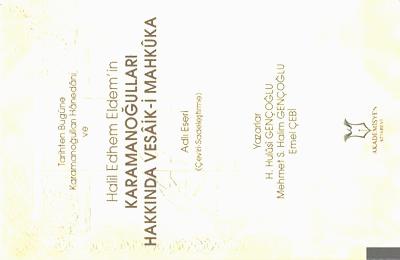 Tarihten Bugüne
Karamanoğulları Hânedânı;
ve
Halil Edhem Eldem'in
KARAMANOĞULLARI
HAKKINDA VESÂİK-İ MAHKÛKA
Adlı Eseri
(Çeviri-Sadeleştirme)
Yazarlar
H. Hulûsi GENÇOĞLU
Mehmet S. Halim GENÇOĞLU
Emel ÇEBİ
AKADEMİSYEN
KİTABEVİ